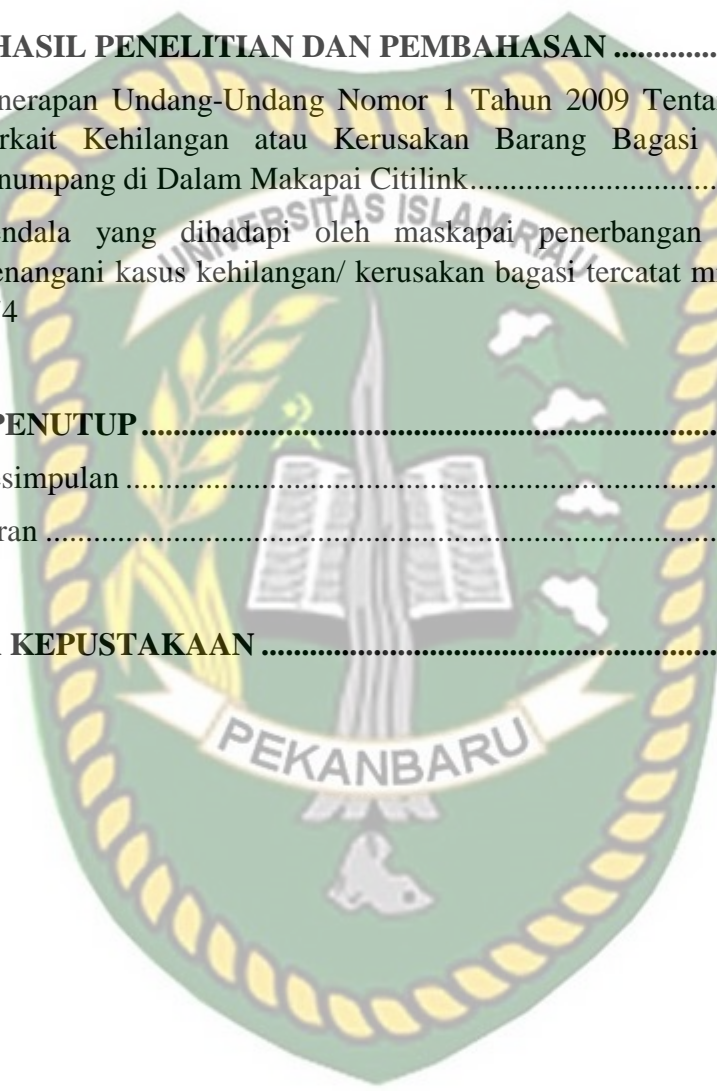 HASIL PENELITIAN DAN PEMBAHASAN ...............
nerapan Undang-Undang Nomor 1 Tahun 2009 Tenta
rkait Kehilangan atau Kerusakan Barang Bagasi
numpang di Dalam Makapai Citilink...............................
endala yang dihadapi oleh maskapai penerbangan
enangani kasus kehilangan/ kerusakan bagasi tercatat m
4
UNIVERSITAS ISLAM RIAU
PENUTUP..........................................................................
esimpulan............................................................................
ran.......................................................................................
KEPUSTAKAAN...........................................................
PEKANBARU